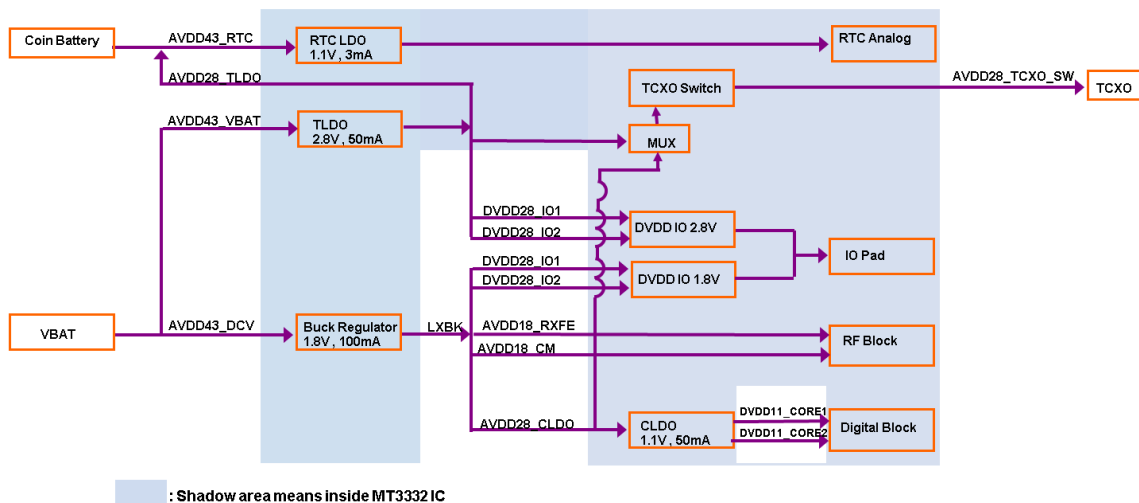 Coin Battery
AVDD43_RTC
RTC LDO
1.1V , 3mA
RTC Analog
AVDD28_TLDO
TCXO Switch
AVDD28_TCXO_SW
TCXO
AVDD43_VBAT
TLDO
2.8V , 50mA
MUX
DVDD28_IO1
DVDD28_IO2
DVDD IO 2.8V
IO Pad
DVDD28_IO1
DVDD28_IO2
DVDD IO 1.8V
VBAT
AVDD43_DCV
Buck Regulator
1.8V , 100mA
LXBK
AVDD18_RXFE
AVDD18_CM
RF Block
AVDD28_CLDO
CLDO
1.1V , 50mA
DVDD11_CORE1
DVDD11_CORE2
Digital Block
: Shadow area means inside MT3332 IC